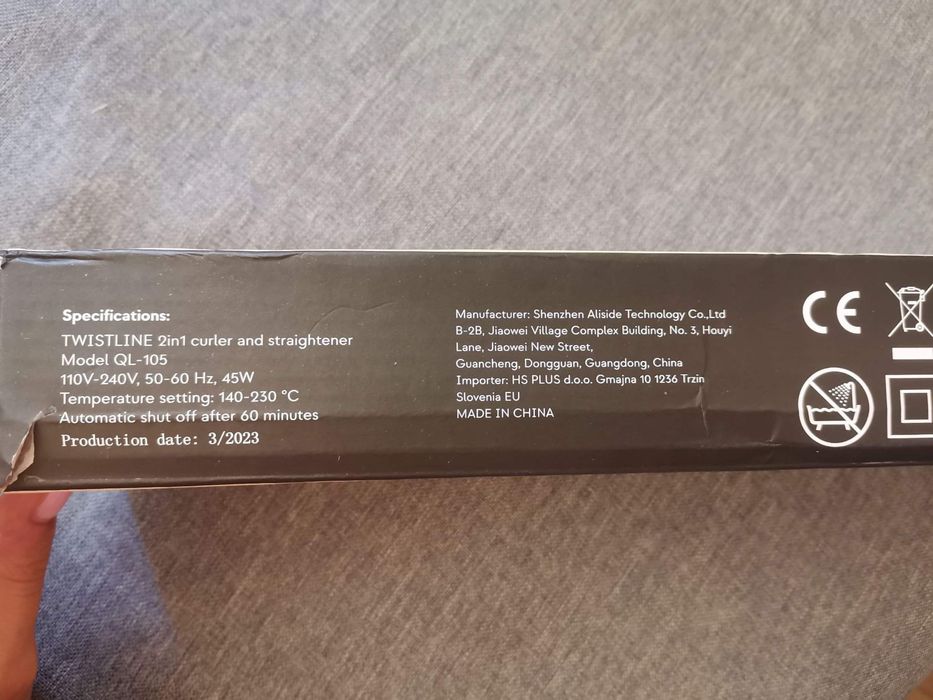 Specifications:
TWISTLINE 2in1 curler and straightener
Model QL-105
110V-240V, 50-60 Hz, 45W
Temperature setting: 140-230 °C
Automatic shut off after 60 minutes
Production date: 3/2023
Manufacturer: Shenzhen Aliside Technology Co.,Ltd
B-2B, Jiaowei Village Complex Building, No. 3, Houyi
Lane, Jiaowei New Street,
Guancheng, Dongguan, Guangdong, China
Importer: HS PLUS d.o.o. Gmajna 10 1236 Trzin
Slovenia EU
MADE IN CHINA
CE